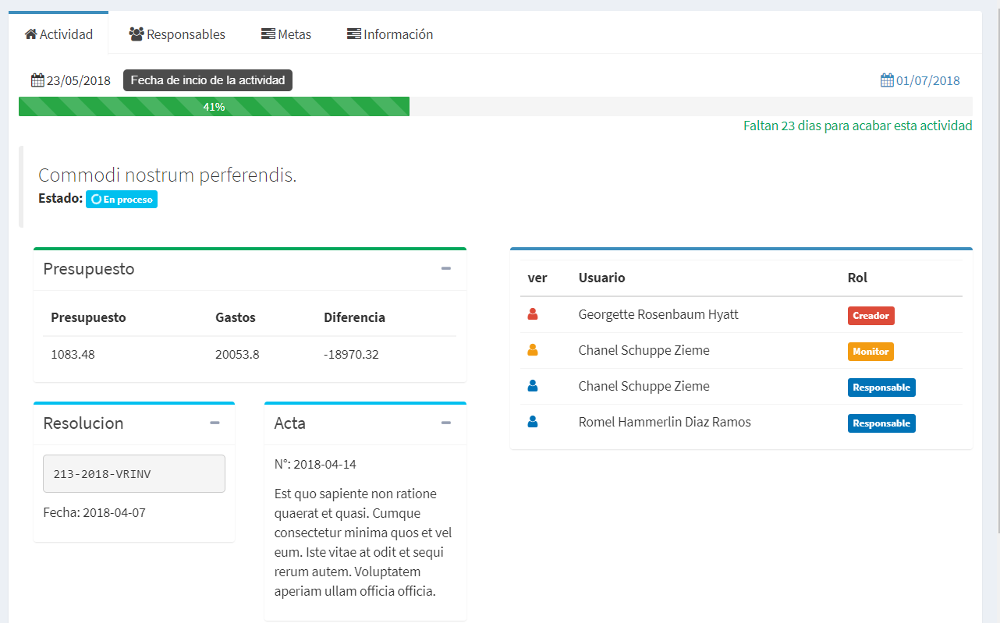 Actividad Responsables Metas Información
23/05/2018 Fecha de incio de la actividad 01/07/2018
41%
Faltan 23 dias para acabar esta actividad
Commodi nostrum perferendis.
Estado: En proceso
Presupuesto
Presupuesto Gastos Diferencia
1083.48 20053.8 -18970.32
Resolucion
213-2018-VRINV
Fecha: 2018-04-07
Acta
N°: 2018-04-14
Est quo sapiente non ratione
quaerat et quasi. Cumque
consectetur minima quos et vel
eum. Iste vitae at odit et sequi
rerum autem. Voluptatem
aperiam ullam officia officia.
ver Usuario Rol
Georgette Rosenbaum Hyatt Creador
Chanel Schuppe Zieme Monitor
Chanel Schuppe Zieme Responsable
Romel Hammerlin Diaz Ramos Responsable